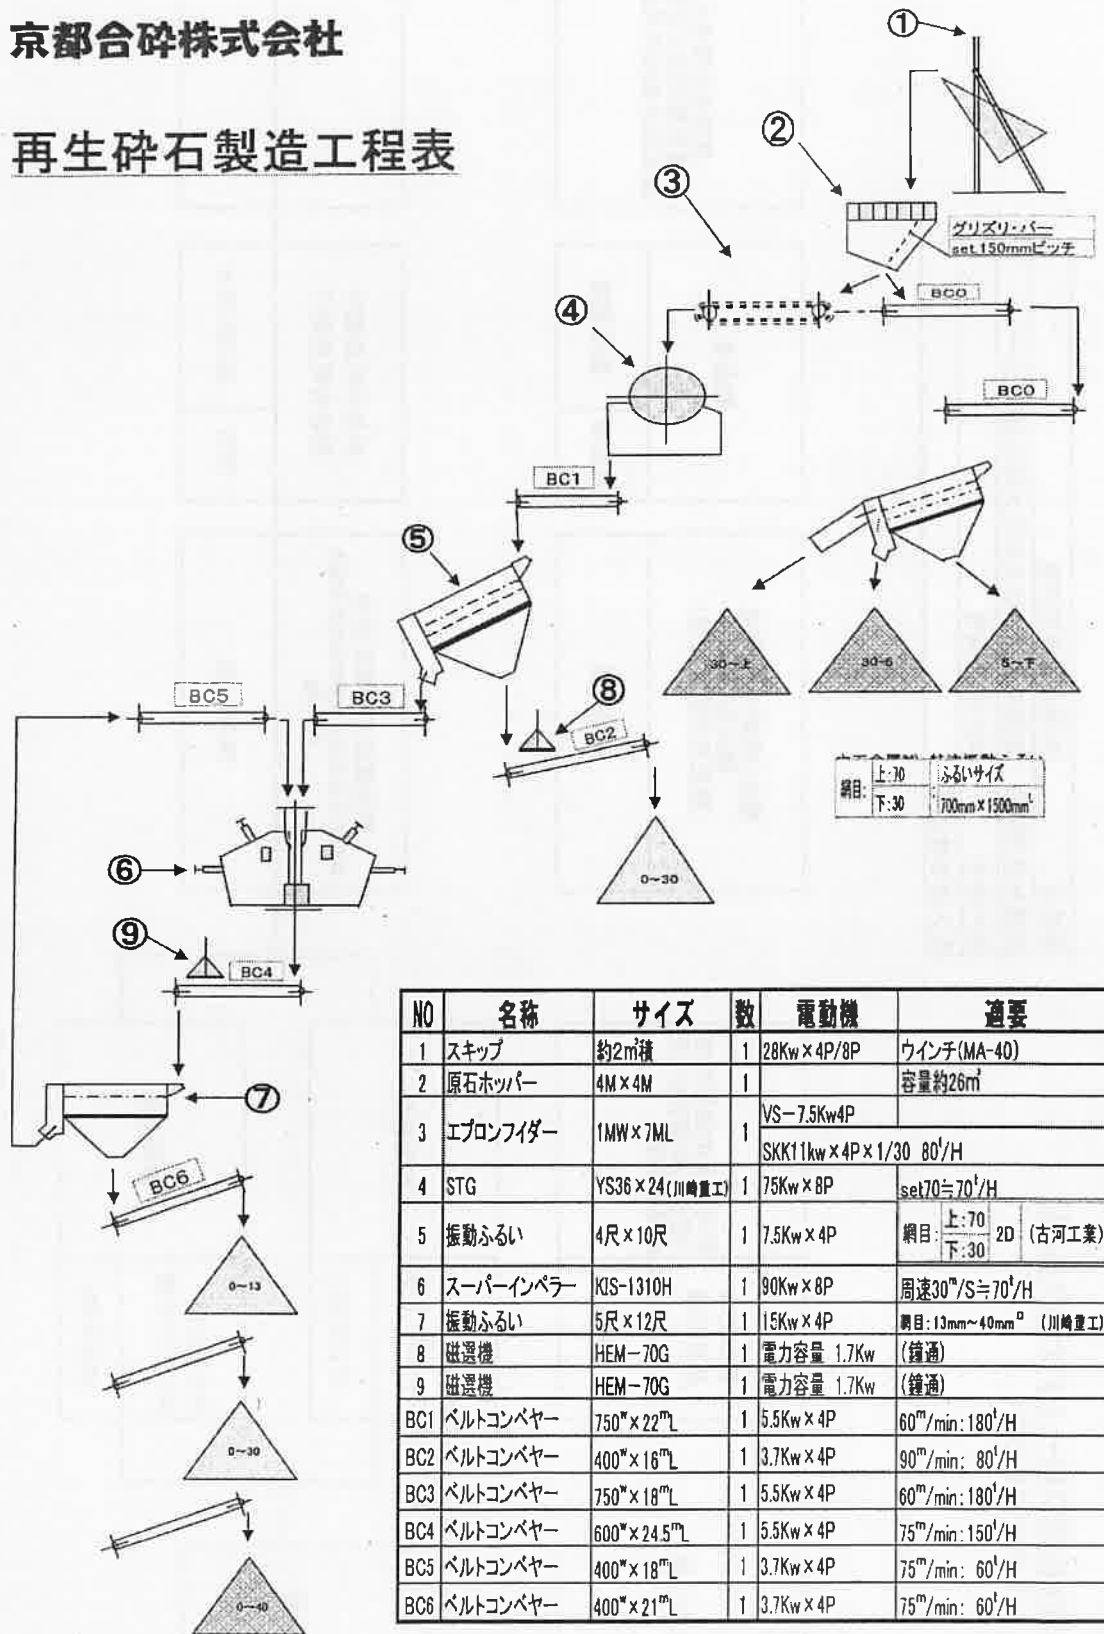 京都合砕株式会社
再生砕石製造工程表
①
②
③
グリズリ・バー
set.150mmピッチ
BCO
④
BCO
BC1
⑤
30～上
30-5
5～下
BC5
BC3
⑧
BC2
網目: 上:70 : ふるいサイズ
下:30 700mm×1500mmᴸ
0～30
⑥
⑨
BC4
⑦
BC6
0～13
0～30
0～40
NO 名称 サイズ 数 電動機 適要
1 スキップ 約2㎥積 1 28Kw×4P/8P ウインチ(MA-40)
2 原石ホッパー 4M×4M 1 容量約26㎥
3 エプロンフイダー 1MW×7ML 1 VS-7.5Kw4P
SKK11kw×4P×1/30 80ᵗ/H
4 STG YS36×24(川崎重工) 1 75Kw×8P set70≒70ᵗ/H
5 振動ふるい 4尺×10尺 1 7.5Kw×4P 網目: 上:70 下:30 2D (古河工業)
6 スーパーインペラー KIS-1310H 1 90Kw×8P 周速30ᵐ/S≒70ᵗ/H
7 振動ふるい 5尺×12尺 1 15Kw×4P 網目:13mm～40mm□ (川崎重工)
8 磁選機 HEM-70G 1 電力容量 1.7Kw (鐘通)
9 磁選機 HEM-70G 1 電力容量 1.7Kw (鐘通)
BC1 ベルトコンベヤー 750ʷ×22ᵐL 1 5.5Kw×4P 60ᵐ/min:180ᵗ/H
BC2 ベルトコンベヤー 400ʷ×16ᵐL 1 3.7Kw×4P 90ᵐ/min: 80ᵗ/H
BC3 ベルトコンベヤー 750ʷ×18ᵐL 1 5.5Kw×4P 60ᵐ/min:180ᵗ/H
BC4 ベルトコンベヤー 600ʷ×24.5ᵐL 1 5.5Kw×4P 75ᵐ/min:150ᵗ/H
BC5 ベルトコンベヤー 400ʷ×18ᵐL 1 3.7Kw×4P 75ᵐ/min: 60ᵗ/H
BC6 ベルトコンベヤー 400ʷ×21ᵐL 1 3.7Kw×4P 75ᵐ/min: 60ᵗ/H